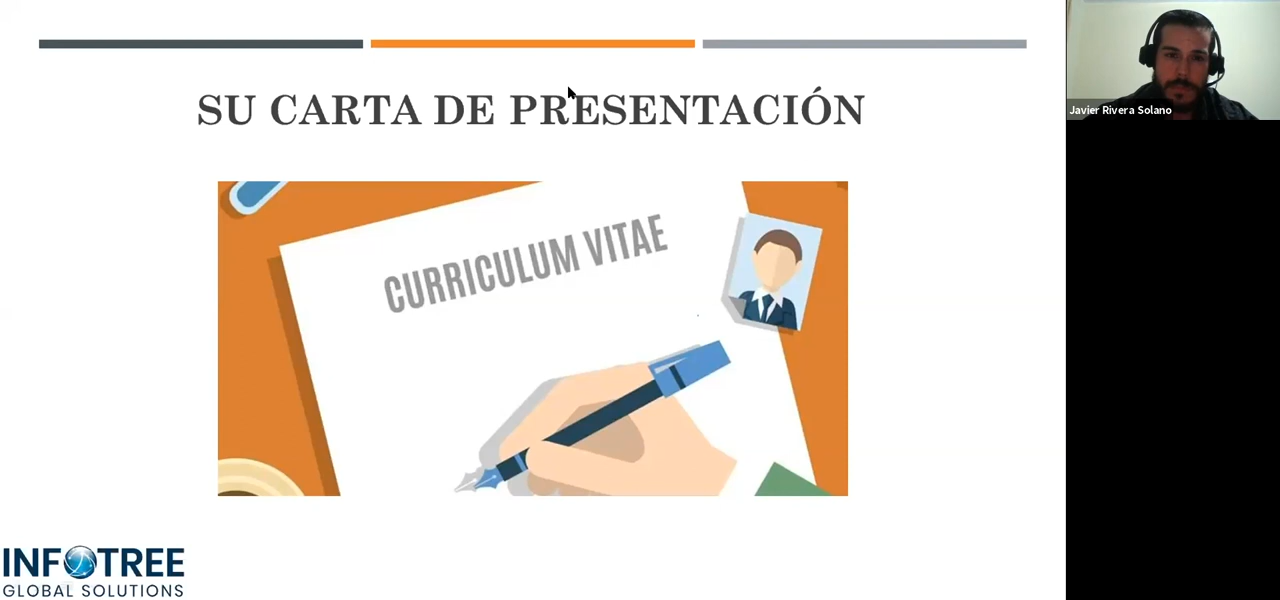 SU CARTA DE PRESENTACIÓN
CURRICULUM VITAE
Javier Rivera Solano
INFOTREE
GLOBAL SOLUTIONS